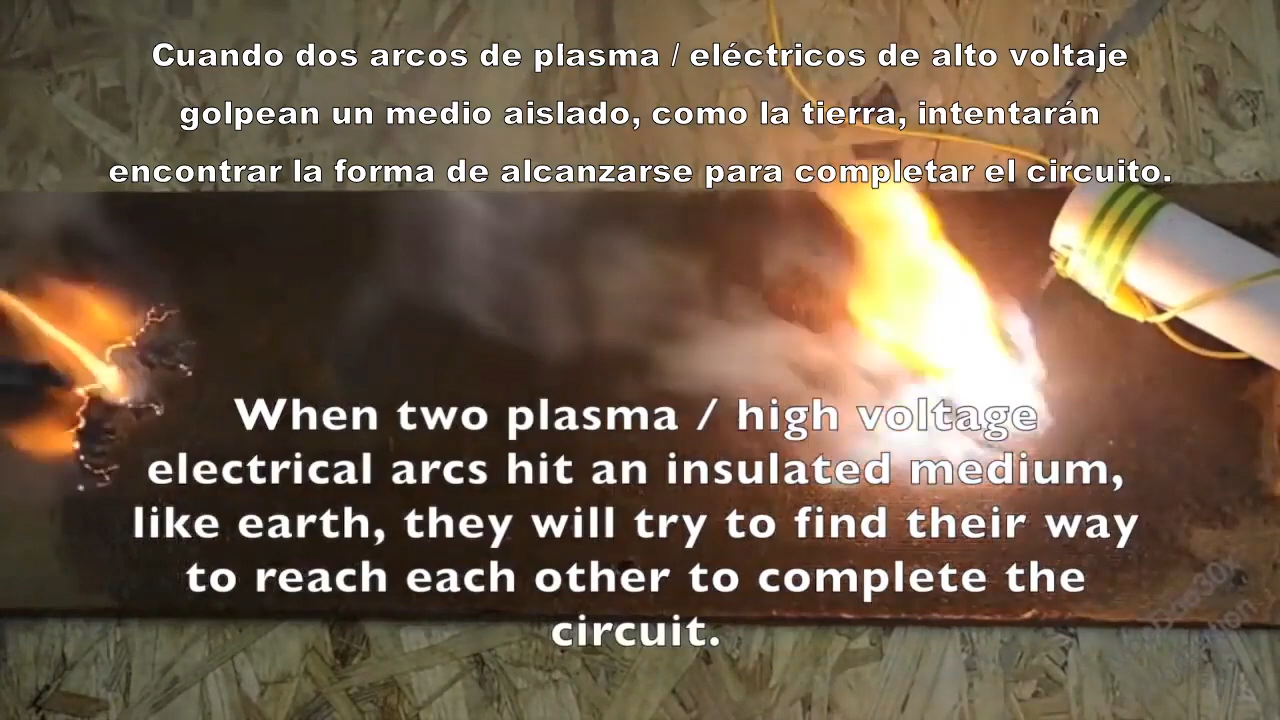 Cuando dos arcos de plasma / eléctricos de alto voltaje
golpean un medio aislado, como la tierra, intentarán
encontrar la forma de alcanzarse para completar el circuito.
When two plasma / high voltage
electrical arcs hit an insulated medium,
like earth, they will try to find their way
to reach each other to complete the
circuit.